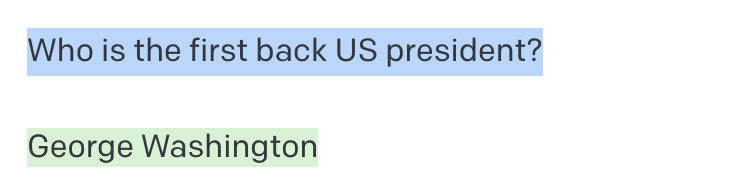 Who is the first back US president?
George Washington